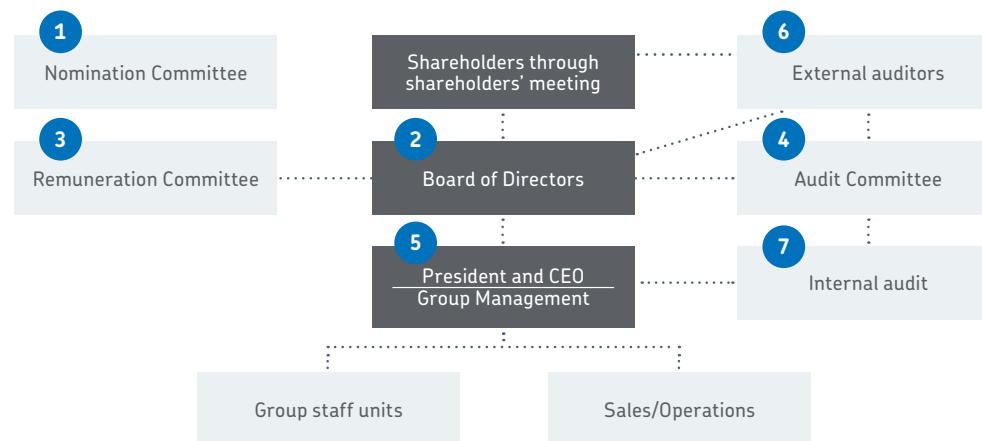 1
Nomination Committee
Shareholders through
shareholders’ meeting
6
External auditors
3
Remuneration Committee
2
Board of Directors
4
Audit Committee
5
President and CEO
Group Management
7
Internal audit
Group staff units
Sales/Operations